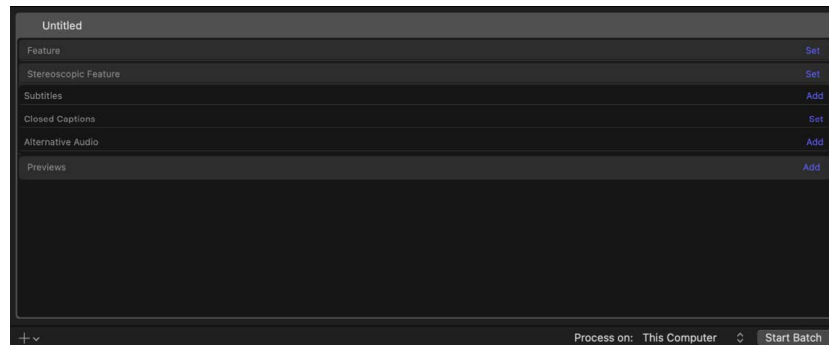 Untitled
Feature Set
Stereoscopic Feature Set
Subtitles Add
Closed Captions Set
Alternative Audio Add
Previews Add
Process on: This Computer Start Batch